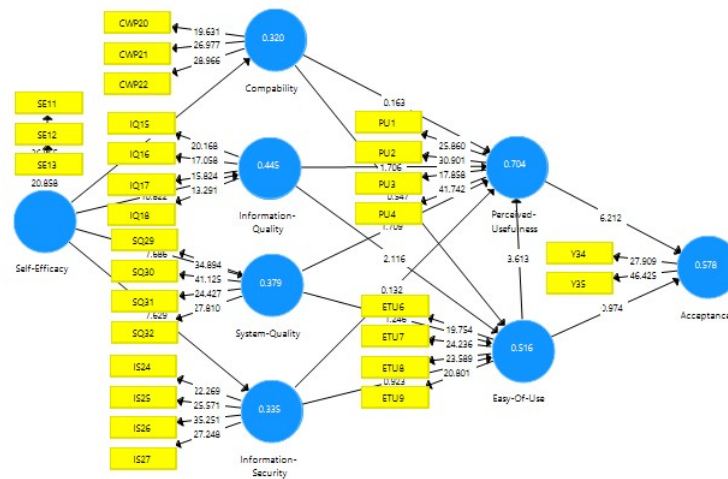 CWP20
19.631
0.320
CWP21
26.977
CWP22
28.966
Compability
SE11
SE12
SE13
20.858
Self-Efficacy
IQ15
20.168
IQ16
17.058
0.445
IQ17
15.824
IQ18
13.291
Information-
Quality
0.163
PU1
25.860
PU2
30.901
1.706
0.704
PU3
17.858
PU4
41.742
1.709
Perceived-
Usefulness
6.212
SQ29
7.686
34.894
SQ30
41.125
0.379
SQ31
24.427
SQ32
27.810
7.629
System-Quality
2.116
3.613
Y34
27.909
0.578
Y35
46.425
Acceptance
0.132
ETU6
1.246
19.754
ETU7
24.236
0.516
ETU8
23.589
ETU9
20.801
0.923
Easy-Of-Use
IS24
22.269
IS25
25.571
0.335
IS26
35.251
IS27
27.248
Information-
Security